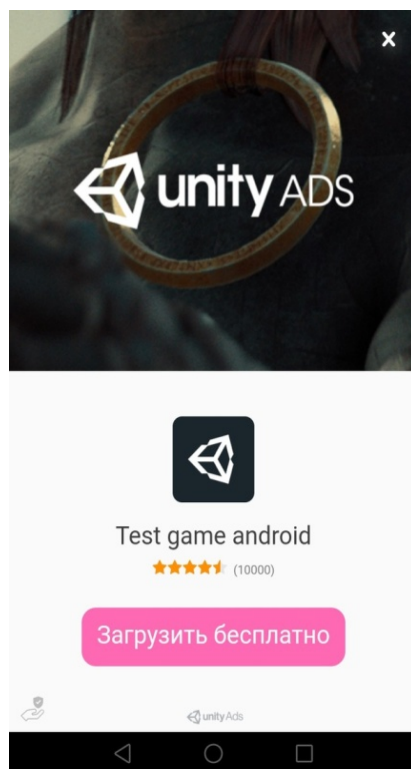 X
unity ADS
Test game android
(10000)
Загрузить бесплатно
unity Ads